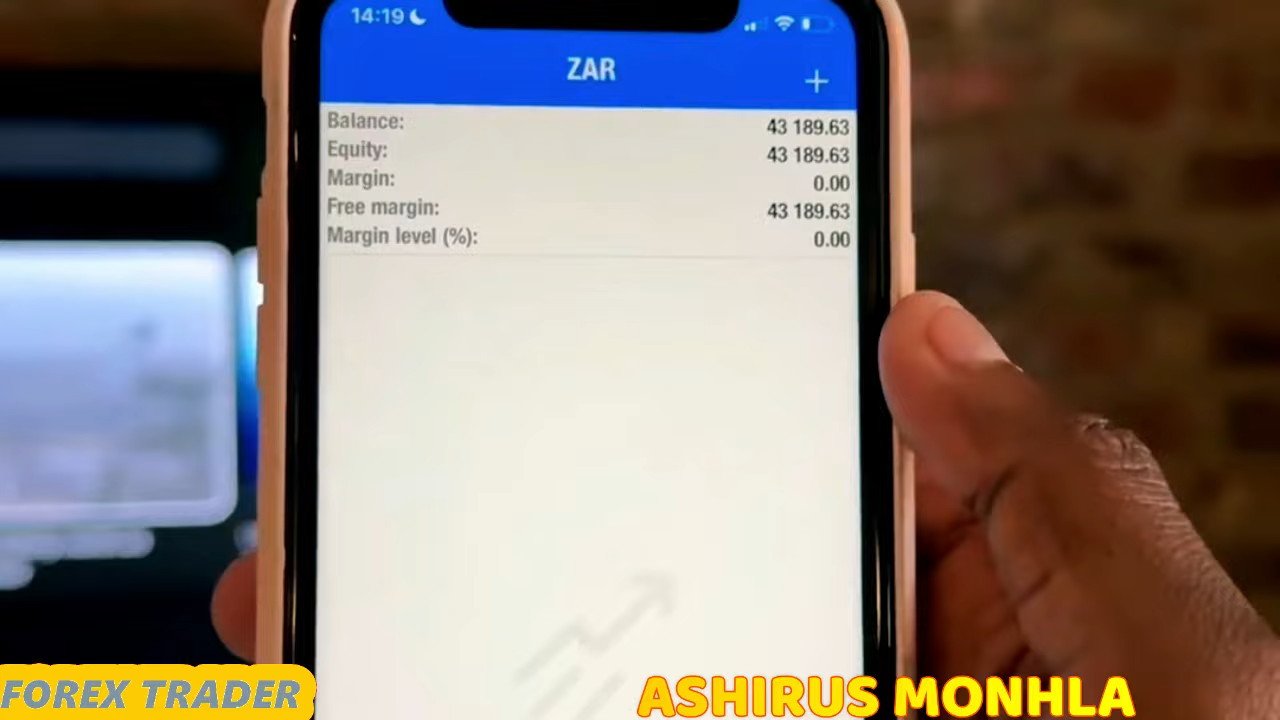 14:19
ZAR
+
Balance: 43 189.63
Equity: 43 189.63
Margin: 0.00
Free margin: 43 189.63
Margin level (%): 0.00
FOREX TRADER
ASHIRUS MONHLA